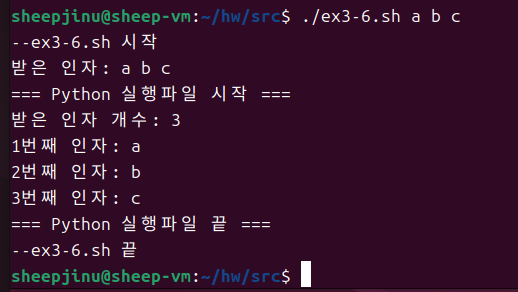 sheepjinu@sheep-vm:~/hw/src$ ./ex3-6.sh a b c
--ex3-6.sh 시작
받은 인자: a b c
=== Python 실행파일 시작 ===
받은 인자 개수: 3
1번째 인자: a
2번째 인자: b
3번째 인자: c
=== Python 실행파일 끝 ===
--ex3-6.sh 끝
sheepjinu@sheep-vm:~/hw/src$